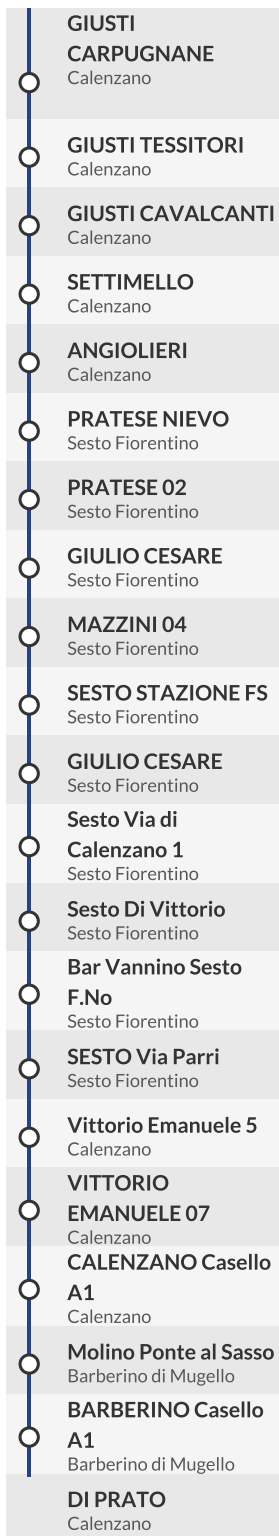 GIUSTI
CARPUGNANE
Calenzano
GIUSTI TESSITORI
Calenzano
GIUSTI CAVALCANTI
Calenzano
SETTIMELLO
Calenzano
ANGIOLIERI
Calenzano
PRATESE NIEVO
Sesto Fiorentino
PRATESE 02
Sesto Fiorentino
GIULIO CESARE
Sesto Fiorentino
MAZZINI 04
Sesto Fiorentino
SESTO STAZIONE FS
Sesto Fiorentino
GIULIO CESARE
Sesto Fiorentino
Sesto Via di
Calenzano 1
Sesto Fiorentino
Sesto Di Vittorio
Sesto Fiorentino
Bar Vannino Sesto
F.No
Sesto Fiorentino
SESTO Via Parri
Sesto Fiorentino
Vittorio Emanuele 5
Calenzano
VITTORIO
EMANUELE 07
Calenzano
CALENZANO Casello
A1
Calenzano
Molino Ponte al Sasso
Barberino di Mugello
BARBERINO Casello
A1
Barberino di Mugello
DI PRATO
Calenzano